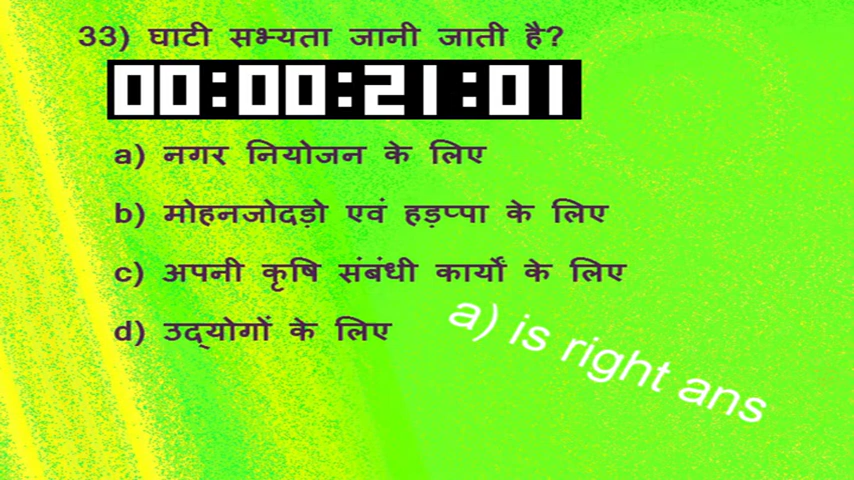 33) घाटी सभ्यता जानी जाती है?
00:00:21:01
a) नगर नियोजन के लिए
b) मोहनजोदड़ो एवं हड़प्पा के लिए
c) अपनी कृषि संबंधी कार्यों के लिए
d) उद्‌योगों के लिए
a) is right ans